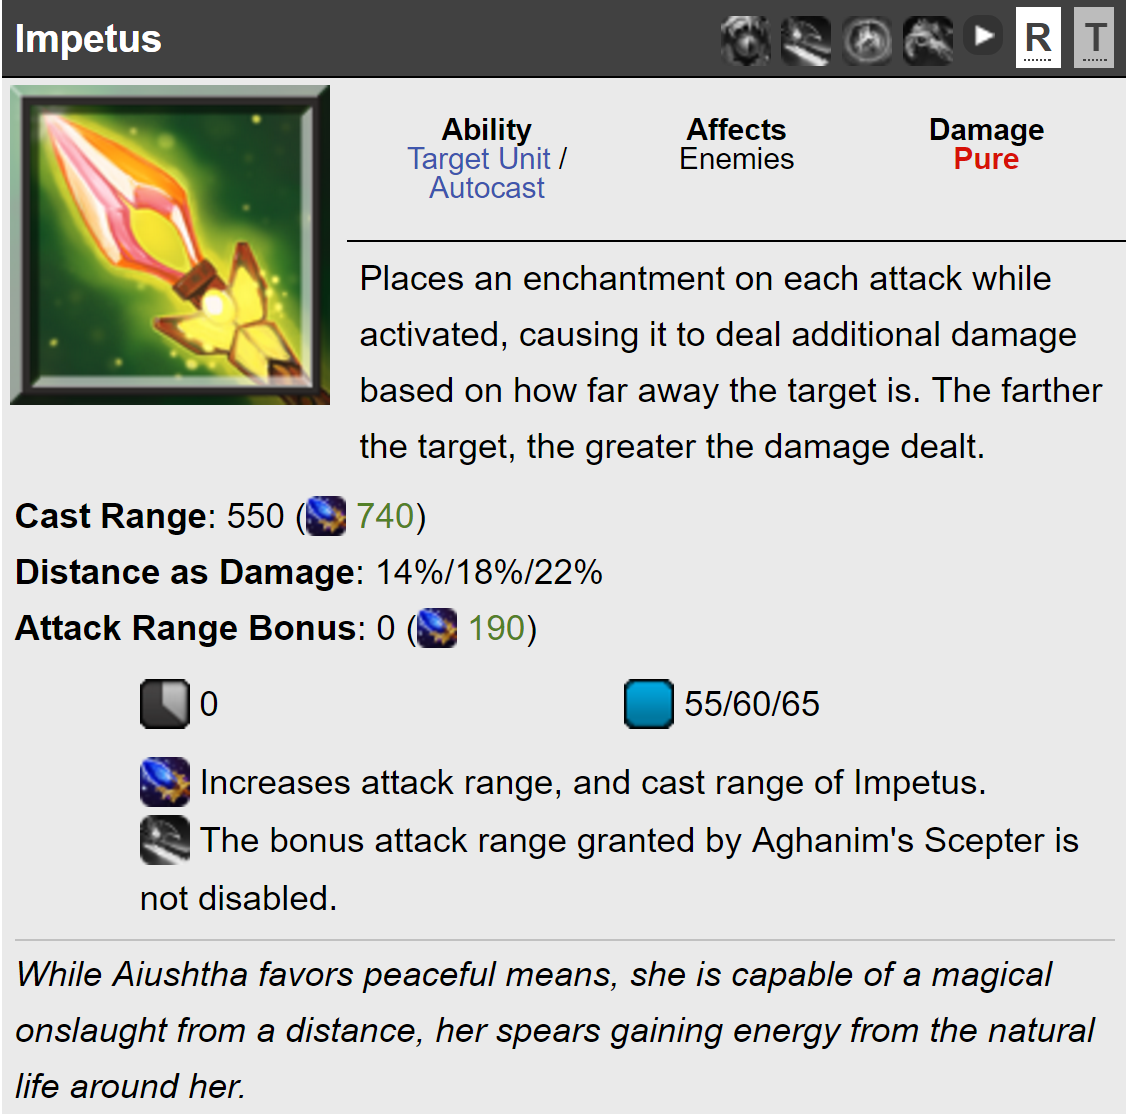 Impetus
R T
Ability
Target Unit /
Autocast
Affects
Enemies
Damage
Pure
Places an enchantment on each attack while
activated, causing it to deal additional damage
based on how far away the target is. The farther
the target, the greater the damage dealt.
Cast Range: 550 ( 740)
Distance as Damage: 14%/18%/22%
Attack Range Bonus: 0 ( 190)
0
55/60/65
Increases attack range, and cast range of Impetus.
The bonus attack range granted by Aghanim's Scepter is
not disabled.
While Aiushtha favors peaceful means, she is capable of a magical
onslaught from a distance, her spears gaining energy from the natural
life around her.